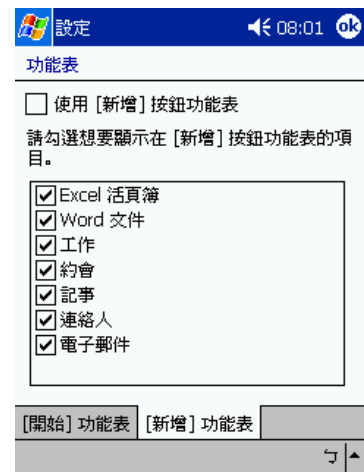 設定 08:01 ok
功能表
使用 [新增] 按鈕功能表
請勾選想要顯示在 [新增] 按鈕功能表的項
目。
Excel 活頁簿
Word 文件
工作
約會
記事
連絡人
電子郵件
[開始] 功能表 [新增] 功能表
ㄅ